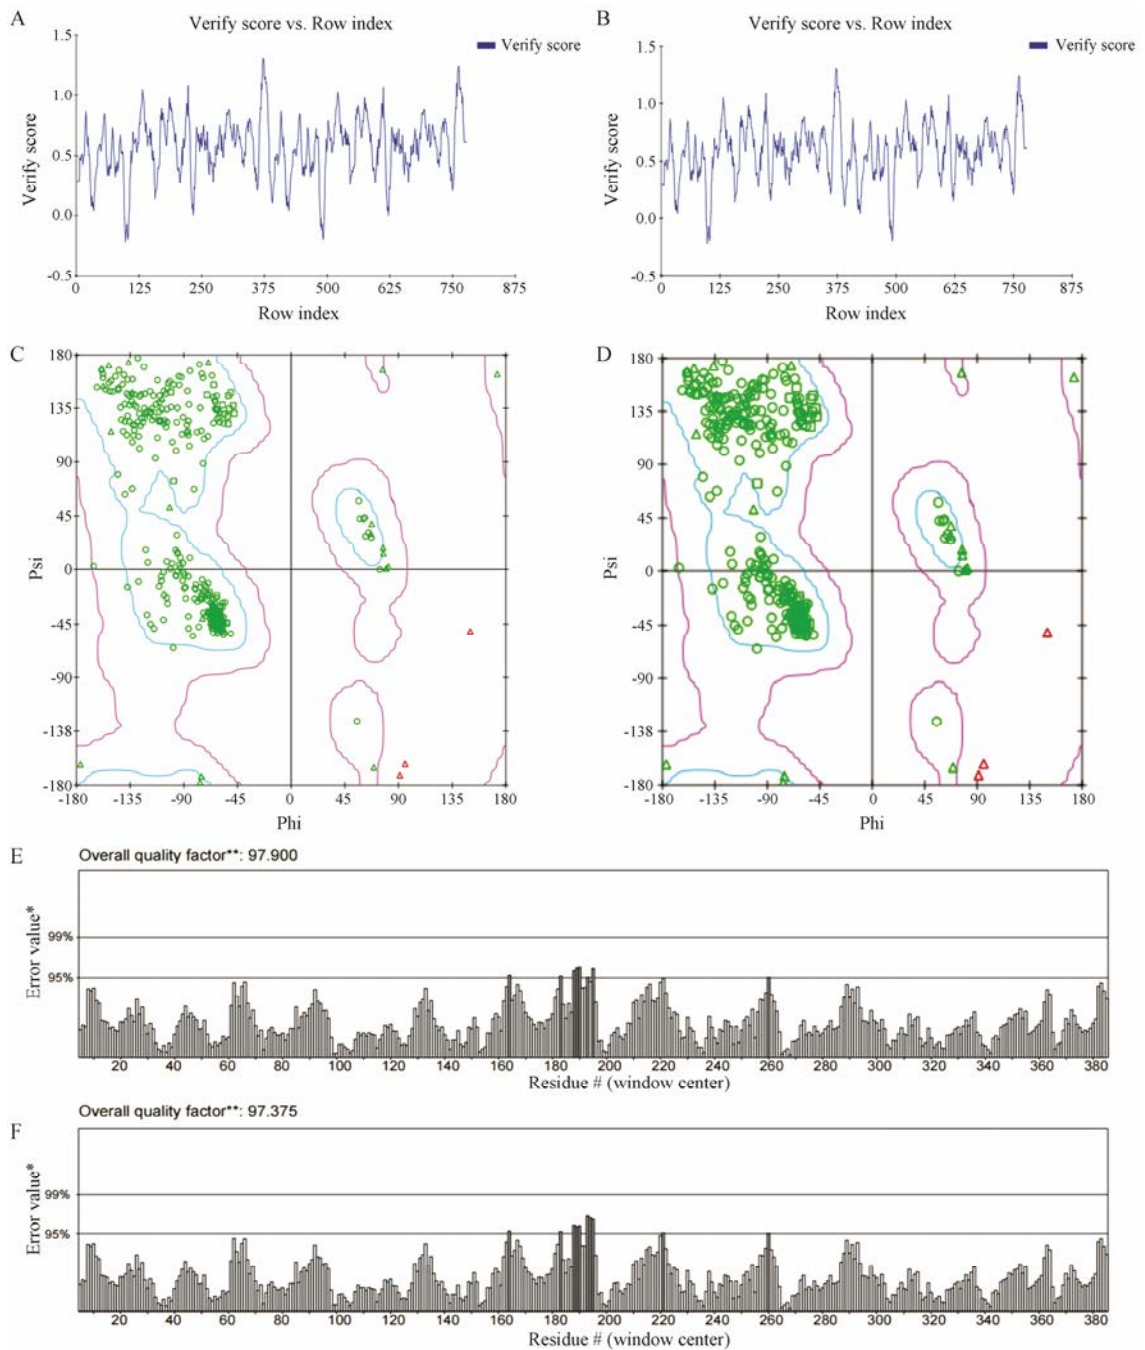 A
Verify score vs. Row index
Verify score
1.5
1.0
0.5
0.0
-0.5
Verify score
0
125
250
375
500
625
750
875
Row index
B
Verify score vs. Row index
Verify score
1.5
1.0
0.5
0.0
-0.5
Verify score
0
125
250
375
500
625
750
875
Row index
C
180
135
90
45
0
-45
-90
-138
-180
Psi
-180
-135
-90
-45
0
45
90
135
180
Phi
D
180
135
90
45
0
-45
-90
-138
-180
Psi
-180
-135
-90
-45
0
45
90
135
180
Phi
E
Overall quality factor**: 97.900
Error value*
99%
95%
20 40 60 80 100 120 140 160 180 200 220 240 260 280 300 320 340 360 380
Residue # (window center)
Overall quality factor**: 97.375
F
Error value*
99%
95%
20 40 60 80 100 120 140 160 180 200 220 240 260 280 300 320 340 360 380
Residue # (window center)